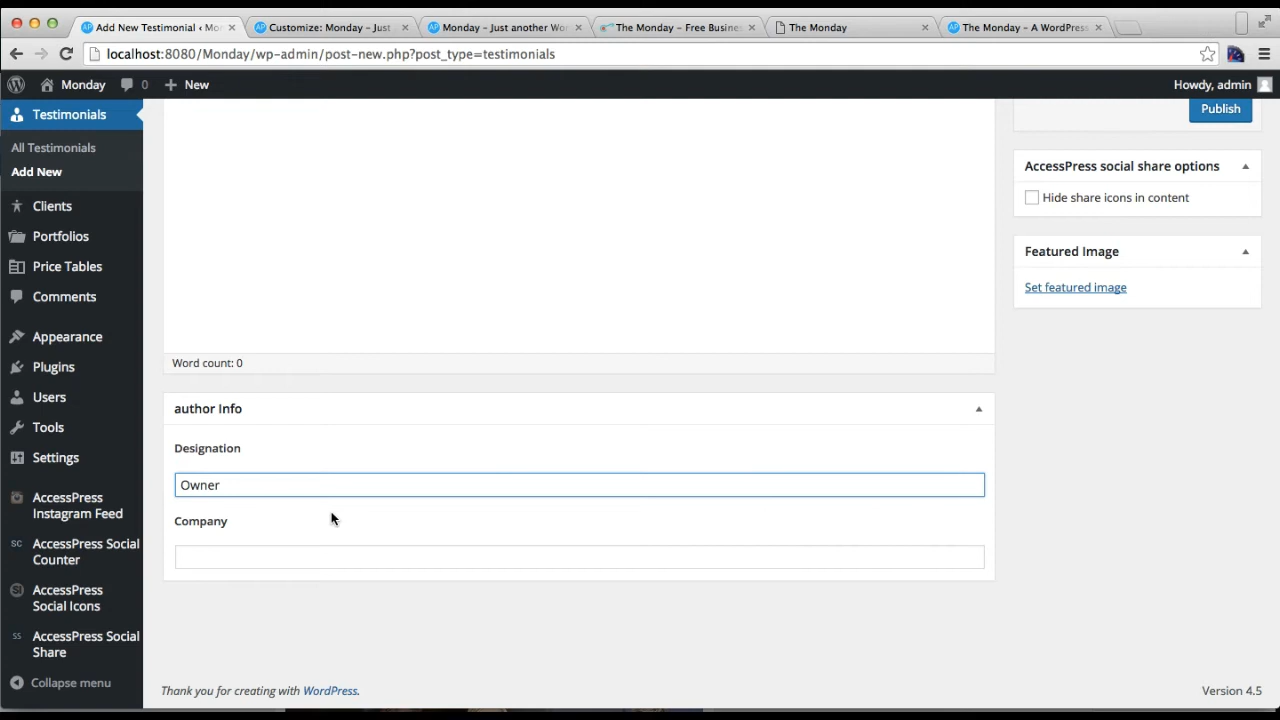 Add New Testimonial ‹ Mo
Customize: Monday – Just
Monday – Just another Wo
The Monday – Free Busines
The Monday
The Monday – A WordPress
localhost:8080/Monday/wp-admin/post-new.php?post_type=testimonials
Monday
0
New
Howdy, admin
Testimonials
All Testimonials
Add New
Clients
Portfolios
Price Tables
Comments
Appearance
Plugins
Users
Tools
Settings
AccessPress
Instagram Feed
SC
AccessPress Social
Counter
AccessPress
Social Icons
SS
AccessPress Social
Share
Collapse menu
Word count: 0
author Info
Designation
Owner
Company
Publish
AccessPress social share options
Hide share icons in content
Featured Image
Set featured image
Thank you for creating with WordPress.
Version 4.5